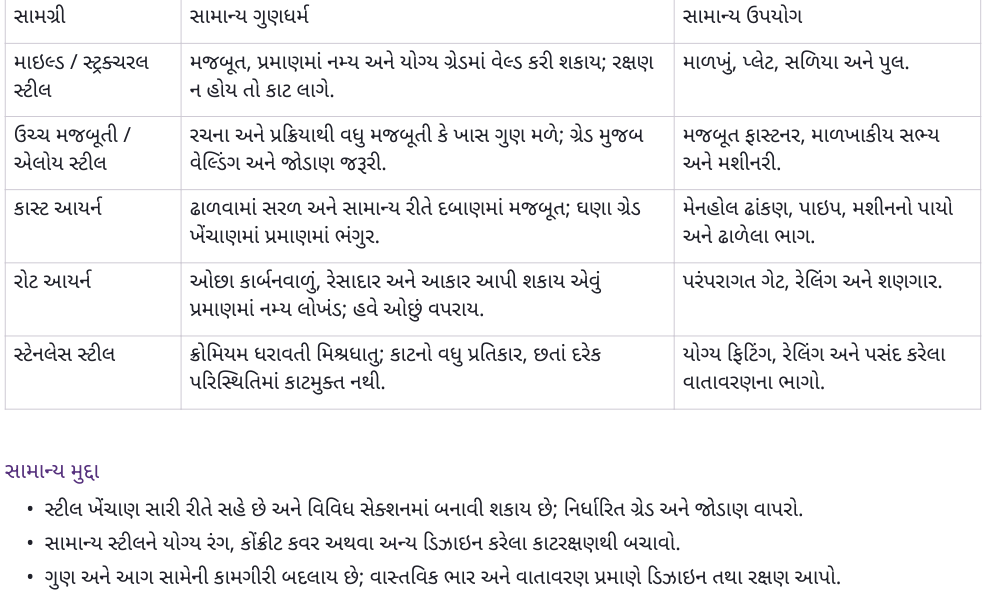 સામગ્રી
સામાન્ય ગુણધર્મ
સામાન્ય ઉપયોગ
માઇલ્ડ / સ્ટ્રક્ચરલ
સ્ટીલ
મજબૂત, પ્રમાણમાં નમ્ય અને યોગ્ય ગ્રેડમાં વેલ્ડ કરી શકાય; રક્ષણ
ન હોય તો કાટ લાગે.
માળખું, પ્લેટ, સળિયા અને પુલ.
ઉચ્ચ મજબૂતી /
એલોય સ્ટીલ
રચના અને પ્રક્રિયાથી વધુ મજબૂતી કે ખાસ ગુણ મળે; ગ્રેડ મુજબ
વેલ્ડિંગ અને જોડાણ જરૂરી.
મજબૂત ફાસ્ટનર, માળખાકીય સભ્ય
અને મશીનરી.
કાસ્ટ આયર્ન
ઢાળવામાં સરળ અને સામાન્ય રીતે દબાણમાં મજબૂત; ઘણા ગ્રેડ
ખેંચાણમાં પ્રમાણમાં ભંગુર.
મેનહોલ ઢાંકણ, પાઇપ, મશીનનો પાયો
અને ઢાળેલા ભાગ.
રોટ આયર્ન
ઓછા કાર્બનવાળું, રેસાદાર અને આકાર આપી શકાય એવું
પ્રમાણમાં નમ્ય લોખંડ; હવે ઓછું વપરાય.
પરંપરાગત ગેટ, રેલિંગ અને શણગાર.
સ્ટેનલેસ સ્ટીલ
ક્રોમિયમ ધરાવતી મિશ્રધાતુ; કાટનો વધુ પ્રતિકાર, છતાં દરેક
પરિસ્થિતિમાં કાટમુક્ત નથી.
યોગ્ય ફિટિંગ, રેલિંગ અને પસંદ કરેલા
વાતાવરણના ભાગો.
સામાન્ય મુદ્દા
• સ્ટીલ ખેંચાણ સારી રીતે સહે છે અને વિવિધ સેક્શનમાં બનાવી શકાય છે; નિર્ધારિત ગ્રેડ અને જોડાણ વાપરો.
• સામાન્ય સ્ટીલને યોગ્ય રંગ, કોંક્રીટ કવર અથવા અન્ય ડિઝાઇન કરેલા કાટરક્ષણથી બચાવો.
• ગુણ અને આગ સામેની કામગીરી બદલાય છે; વાસ્તવિક ભાર અને વાતાવરણ પ્રમાણે ડિઝાઇન તથા રક્ષણ આપો.